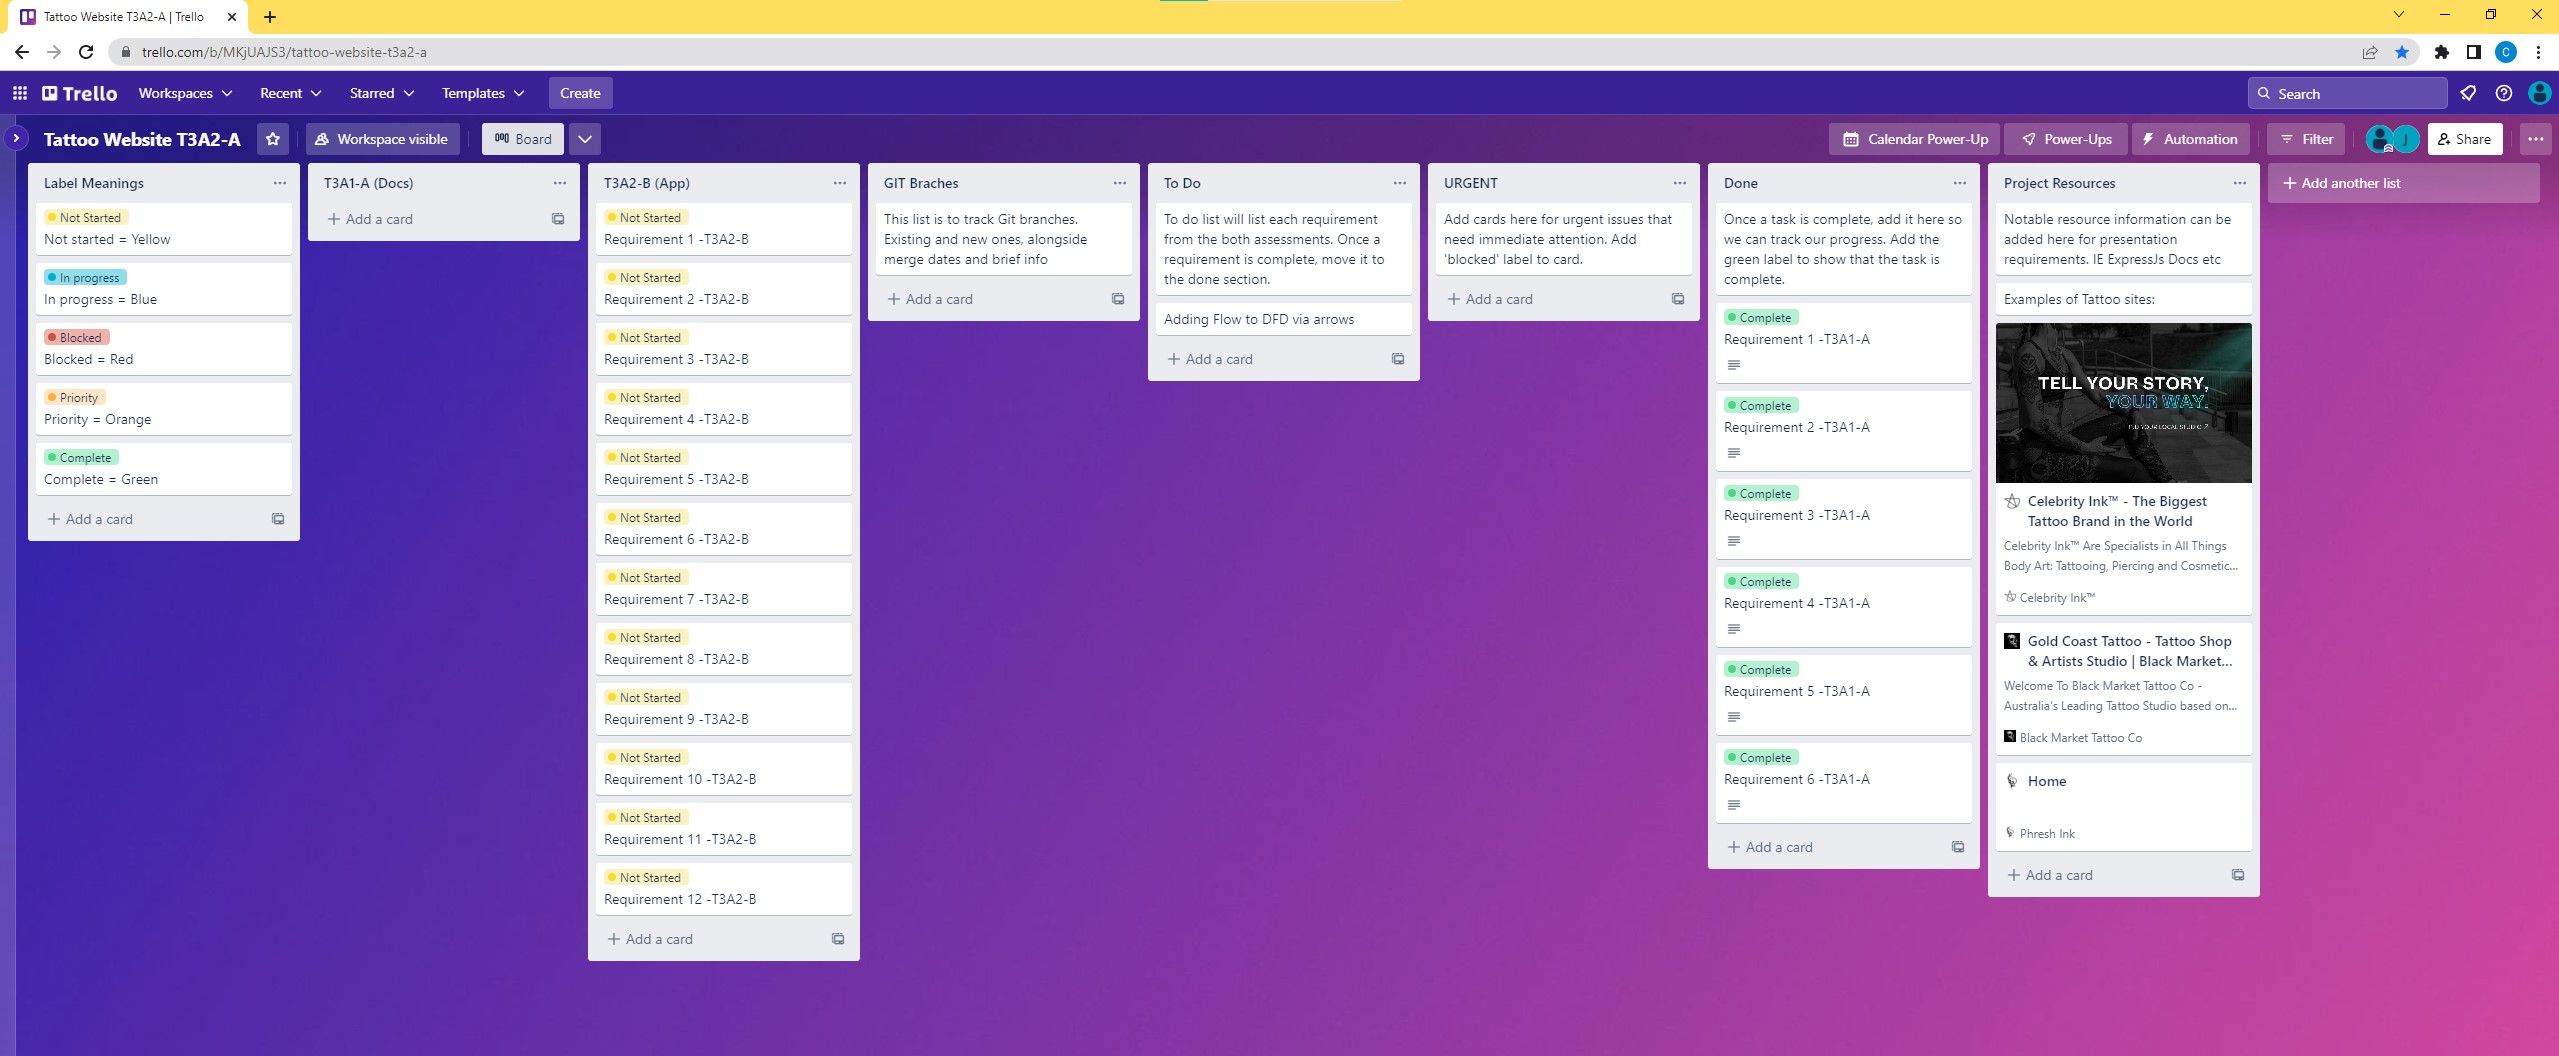 Tattoo Website T3A2-A | Trello
trello.com/b/MKjUAJS3/tattoo-website-t3a2-a
C
Trello
Workspaces
Recent
Starred
Templates
Create
Search
Tattoo Website T3A2-A
Workspace visible
Board
Calendar Power-Up
Power-Ups
Automation
Filter
J
Share
Label Meanings
Not Started
Not started = Yellow
In progress
In progress = Blue
Blocked
Blocked = Red
Priority
Priority = Orange
Complete
Complete = Green
+ Add a card
T3A1-A (Docs)
+ Add a card
T3A2-B (App)
Not Started
Requirement 1 -T3A2-B
Not Started
Requirement 2 -T3A2-B
Not Started
Requirement 3 -T3A2-B
Not Started
Requirement 4 -T3A2-B
Not Started
Requirement 5 -T3A2-B
Not Started
Requirement 6 -T3A2-B
Not Started
Requirement 7 -T3A2-B
Not Started
Requirement 8 -T3A2-B
Not Started
Requirement 9 -T3A2-B
Not Started
Requirement 10 -T3A2-B
Not Started
Requirement 11 -T3A2-B
Not Started
Requirement 12 -T3A2-B
+ Add a card
GIT Braches
This list is to track Git branches.
Existing and new ones, alongside
merge dates and brief info
+ Add a card
To Do
To do list will list each requirement
from the both assessments. Once a
requirement is complete, move it to
the done section.
Adding Flow to DFD via arrows
+ Add a card
URGENT
Add cards here for urgent issues that
need immediate attention. Add
'blocked' label to card.
+ Add a card
Done
Once a task is complete, add it here so
we can track our progress. Add the
green label to show that the task is
complete.
Complete
Requirement 1 -T3A1-A
Complete
Requirement 2 -T3A1-A
Complete
Requirement 3 -T3A1-A
Complete
Requirement 4 -T3A1-A
Complete
Requirement 5 -T3A1-A
Complete
Requirement 6 -T3A1-A
+ Add a card
Project Resources
Notable resource information can be
added here for presentation
requirements. IE ExpressJs Docs etc
Examples of Tattoo sites:
TELL YOUR STORY,
YOUR WAY.
FIND YOUR LOCAL STUDIO
Celebrity Ink™ - The Biggest
Tattoo Brand in the World
Celebrity Ink™ Are Specialists in All Things
Body Art: Tattooing, Piercing and Cosmetic...
Celebrity Ink™
Gold Coast Tattoo - Tattoo Shop
& Artists Studio | Black Market...
Welcome To Black Market Tattoo Co -
Australia's Leading Tattoo Studio based on...
Black Market Tattoo Co
Home
Phresh Ink
+ Add a card
+ Add another list